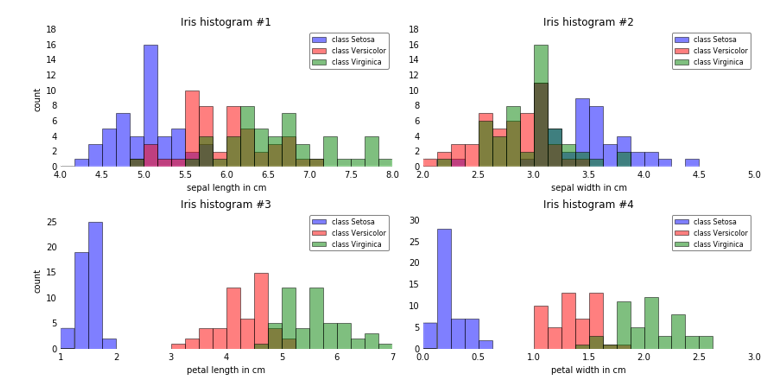 Iris histogram #1
18
16
14
12
10
8
6
4
2
0
count
4.0 4.5 5.0 5.5 6.0 6.5 7.0 7.5 8.0
sepal length in cm
class Setosa
class Versicolor
class Virginica
Iris histogram #2
18
16
14
12
10
8
6
4
2
0
2.0 2.5 3.0 3.5 4.0 4.5 5.0
sepal width in cm
class Setosa
class Versicolor
class Virginica
Iris histogram #3
25
20
15
10
5
0
count
1 2 3 4 5 6 7
petal length in cm
class Setosa
class Versicolor
class Virginica
Iris histogram #4
30
25
20
15
10
5
0
0.0 0.5 1.0 1.5 2.0 2.5 3.0
petal width in cm
class Setosa
class Versicolor
class Virginica